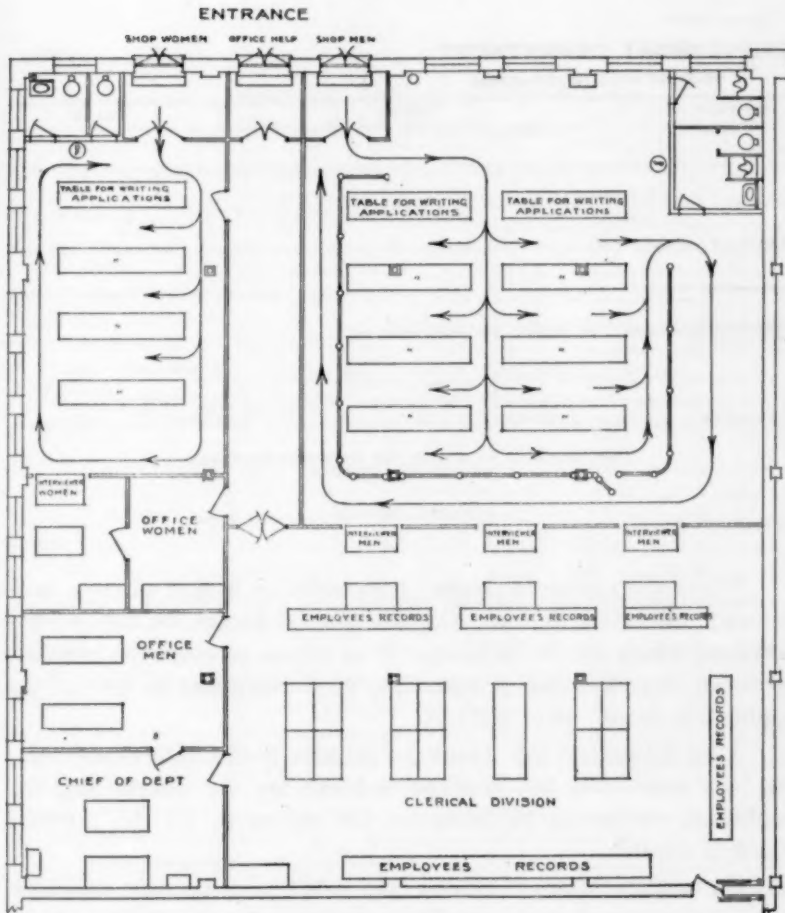 ENTRANCE
SHOP WOMEN OFFICE HELP SHOP MEN
TABLE FOR WRITING
APPLICATIONS
TABLE FOR WRITING
APPLICATIONS
TABLE FOR WRITING
APPLICATIONS
INTERVIEWER
WOMEN
OFFICE
WOMEN
INTERVIEWER
MEN
INTERVIEWER
MEN
INTERVIEWER
MEN
EMPLOYEES RECORDS
EMPLOYEES RECORDS
EMPLOYEES RECORDS
OFFICE
MEN
CHIEF OF DEPT
CLERICAL DIVISION
EMPLOYEES RECORDS
EMPLOYEES RECORDS